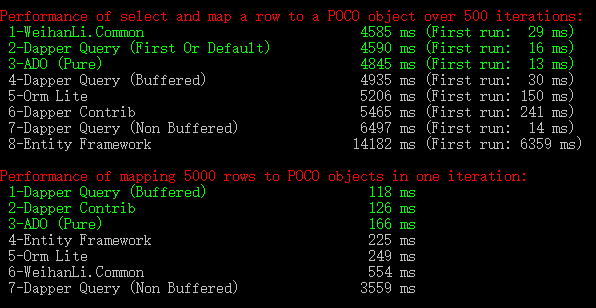 Performance of select and map a row to a POCO object over 500 iterations:
1-WeihanLi.Common 4585 ms (First run: 29 ms)
2-Dapper Query (First Or Default) 4590 ms (First run: 16 ms)
3-ADO (Pure) 4845 ms (First run: 13 ms)
4-Dapper Query (Buffered) 4935 ms (First run: 30 ms)
5-Orm Lite 5206 ms (First run: 150 ms)
6-Dapper Contrib 5465 ms (First run: 241 ms)
7-Dapper Query (Non Buffered) 6497 ms (First run: 14 ms)
8-Entity Framework 14182 ms (First run: 6359 ms)
Performance of mapping 5000 rows to POCO objects in one iteration:
1-Dapper Query (Buffered) 118 ms
2-Dapper Contrib 126 ms
3-ADO (Pure) 166 ms
4-Entity Framework 225 ms
5-Orm Lite 249 ms
6-WeihanLi.Common 554 ms
7-Dapper Query (Non Buffered) 3559 ms